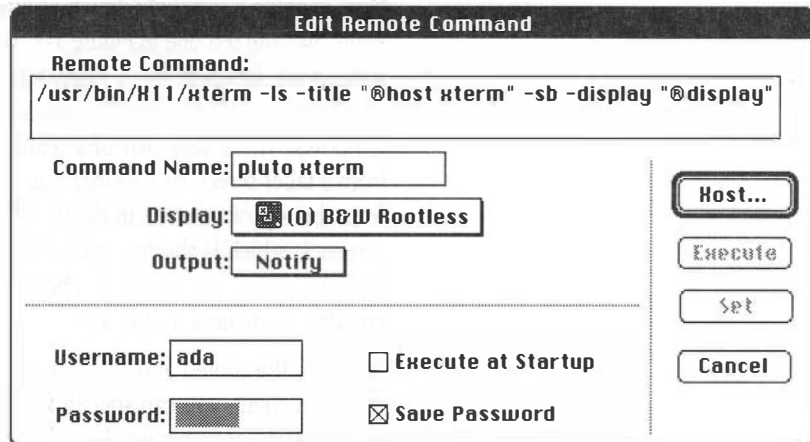 Edit Remote Command
Remote Command:
/usr/bin/X11/xterm -ls -title "®host xterm" -sb -display "®display"
Command Name: pluto xterm
Display: (0) B&W Rootless
Output: Notify
Host...
Execute
Set
Cancel
Username: ada
Execute at Startup
Password:
Save Password